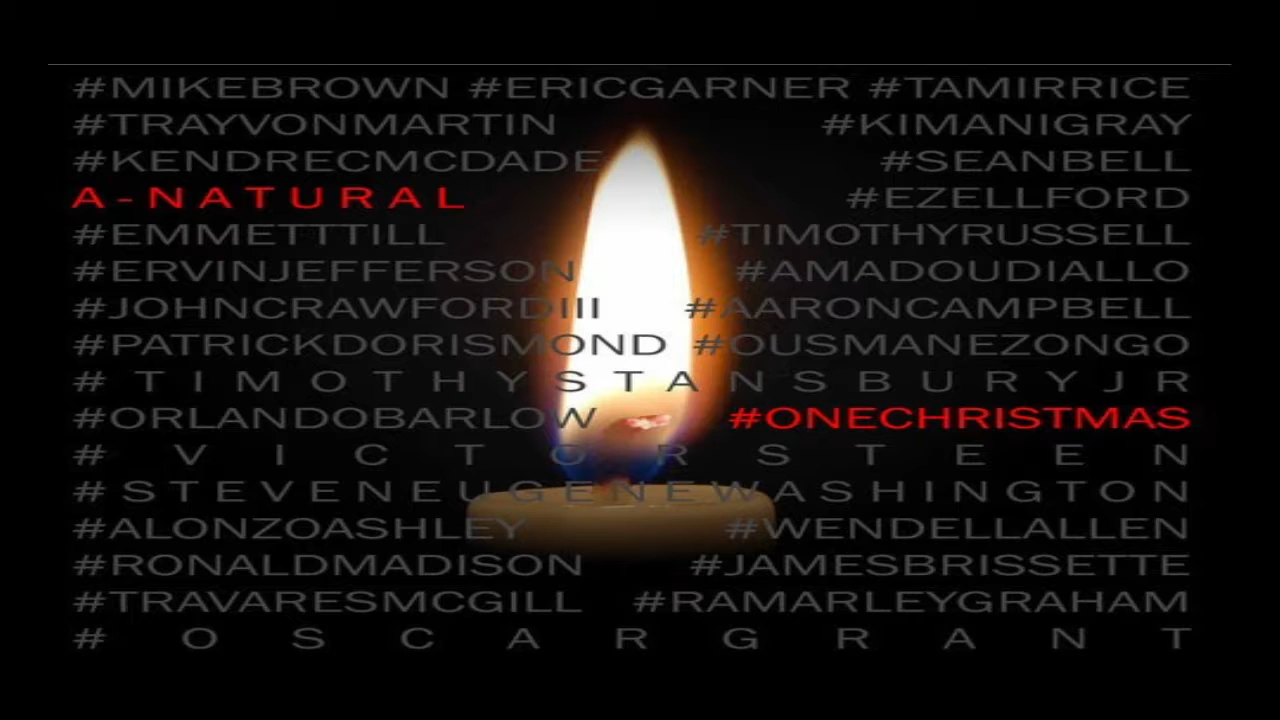 #MIKEBROWN #ERICGARNER #TAMIRRICE
#TRAYVONMARTIN #KIMANIGRAY
#KENDRECMCDADE #SEANBELL
A-NATURAL #EZELLFORD
#EMMETTTILL #TIMOTHYRUSSELL
#ERVINJEFFERSON #AMADOUDIALLO
#JOHNCRAWFORDIII #AARONCAMPBELL
#PATRICKDORISMOND #OUSMANEZONGO
#TIMOTHYSTANSBURYJR
#ORLANDOBARLOW #ONECHRISTMAS
#VICTORSTEEN
#STEVENEUGENEWASHINGTON
#ALONZOASHLEY #WENDELLALLEN
#RONALDMADISON #JAMESBRISSETTE
#TRAVARESMCGILL #RAMARLEYGRAHAM
#OSCARGRANT